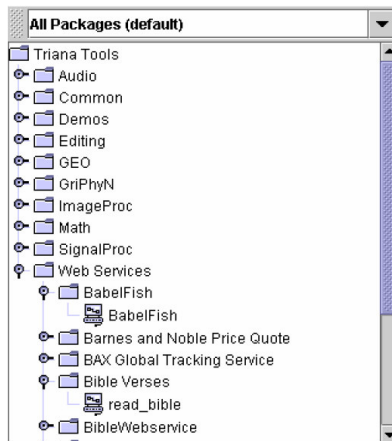 All Packages (default)
Triana Tools
Audio
Common
Demos
Editing
GEO
GriPhyN
ImageProc
Math
SignalProc
Web Services
BabelFish
BabelFish
Barnes and Noble Price Quote
BAX Global Tracking Service
Bible Verses
read_bible
BibleWebservice